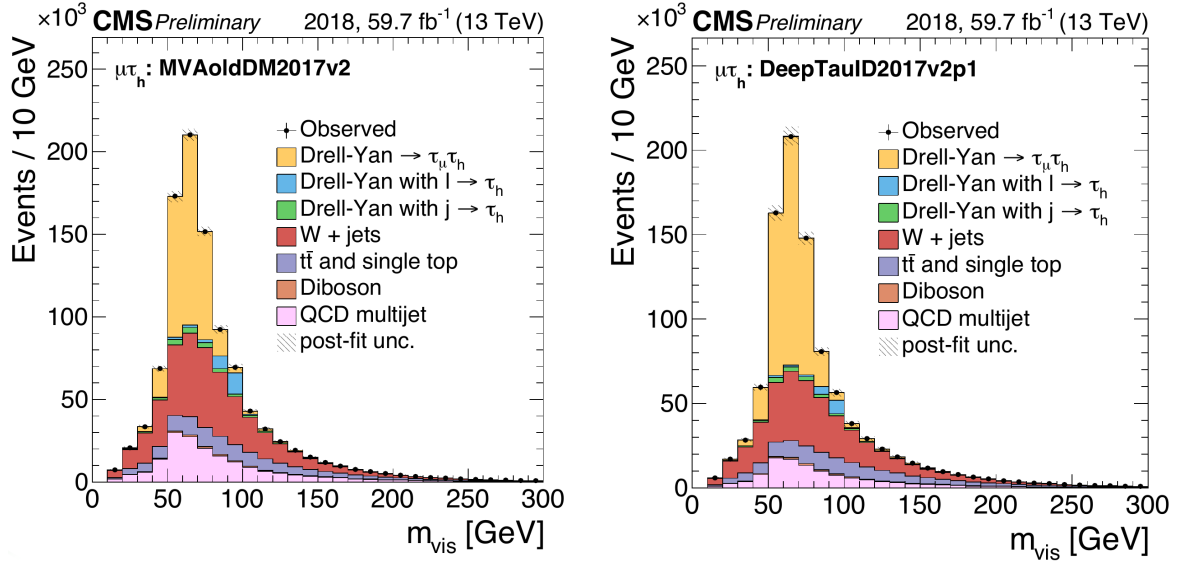 ×10³ CMS Preliminary 2018, 59.7 fb⁻¹ (13 TeV)
Events / 10 GeV
μτₕ: MVAoldDM2017v2
Observed
Drell-Yan → τ_μτₕ
Drell-Yan with l → τₕ
Drell-Yan with j → τₕ
W + jets
tt̄ and single top
Diboson
QCD multijet
post-fit unc.
250
200
150
100
50
0
0 50 100 150 200 250 300
m_vis [GeV]
×10³ CMS Preliminary 2018, 59.7 fb⁻¹ (13 TeV)
Events / 10 GeV
μτₕ: DeepTauID2017v2p1
Observed
Drell-Yan → τ_μτₕ
Drell-Yan with l → τₕ
Drell-Yan with j → τₕ
W + jets
tt̄ and single top
Diboson
QCD multijet
post-fit unc.
250
200
150
100
50
0
0 50 100 150 200 250 300
m_vis [GeV]